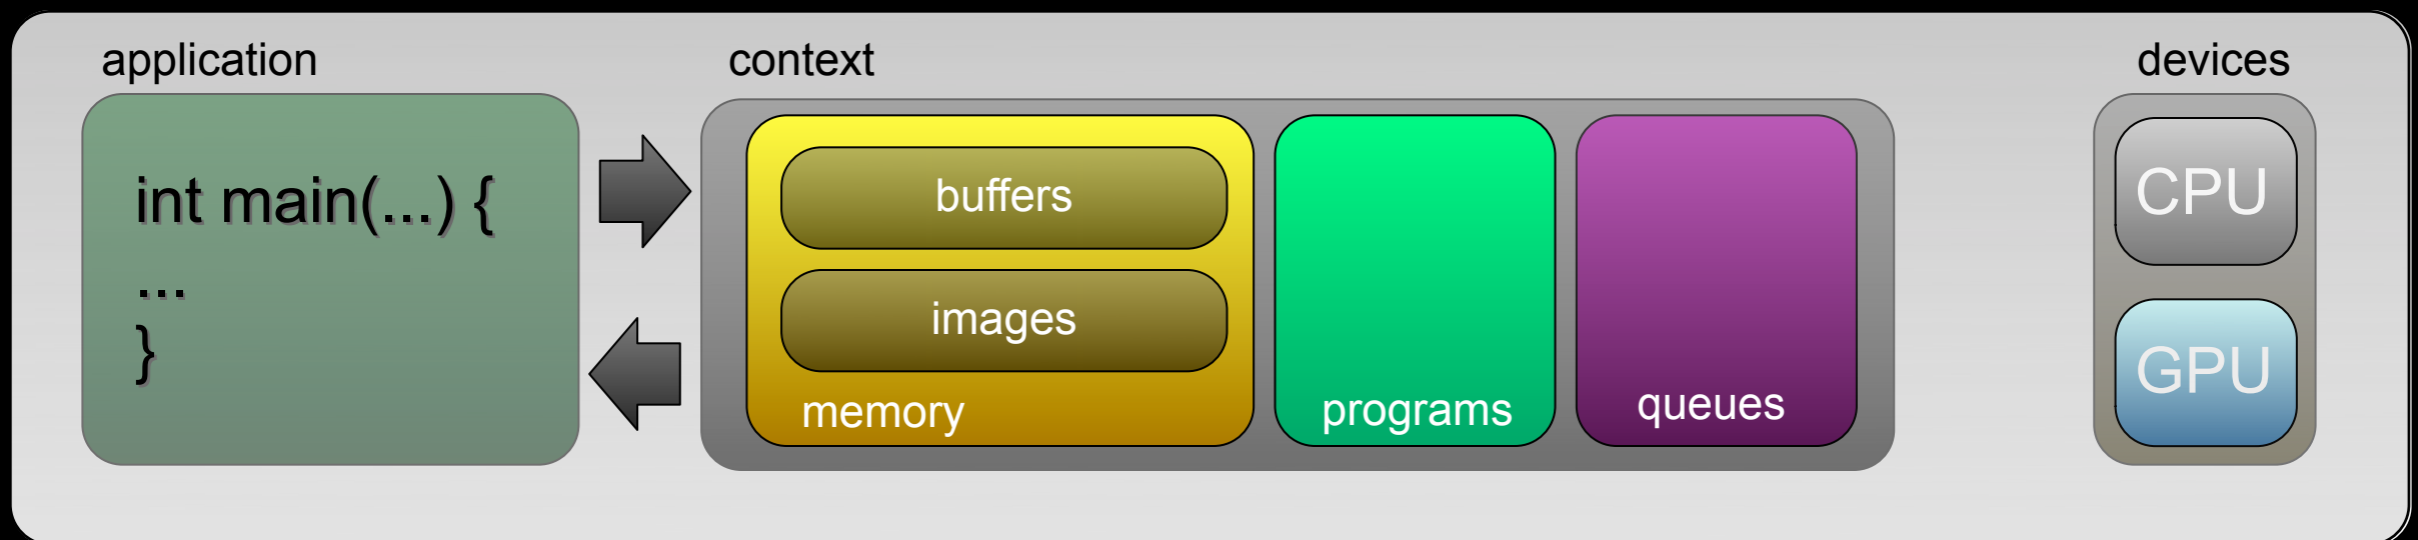 application
int main(...) {
...
}
context
buffers
images
memory
programs
queues
devices
CPU
GPU